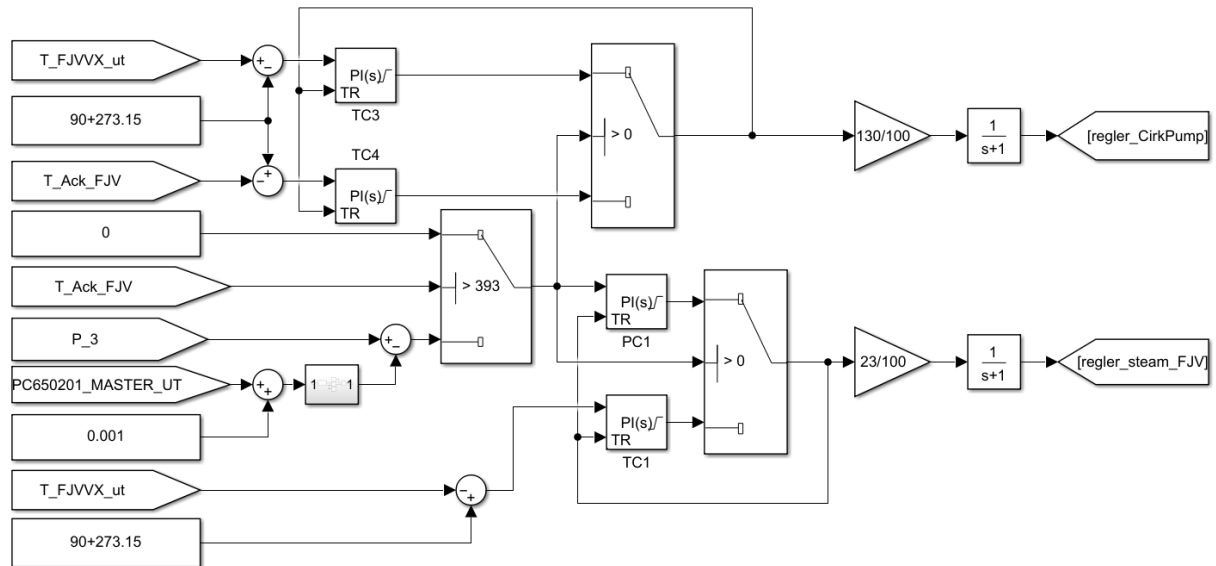 T_FJVVX_ut
+
−
PI(s)
TR
TC3
90+273.15
> 0
130/100
1
s+1
[regler_CirkPump]
TC4
T_Ack_FJV
−
+
PI(s)
TR
0
T_Ack_FJV
> 393
PI(s)
TR
PC1
P_3
+
−
> 0
23/100
1
s+1
[regler_steam_FJV]
PC650201_MASTER_UT
+
+
1
1
0.001
PI(s)
TR
TC1
T_FJVVX_ut
−
+
90+273.15